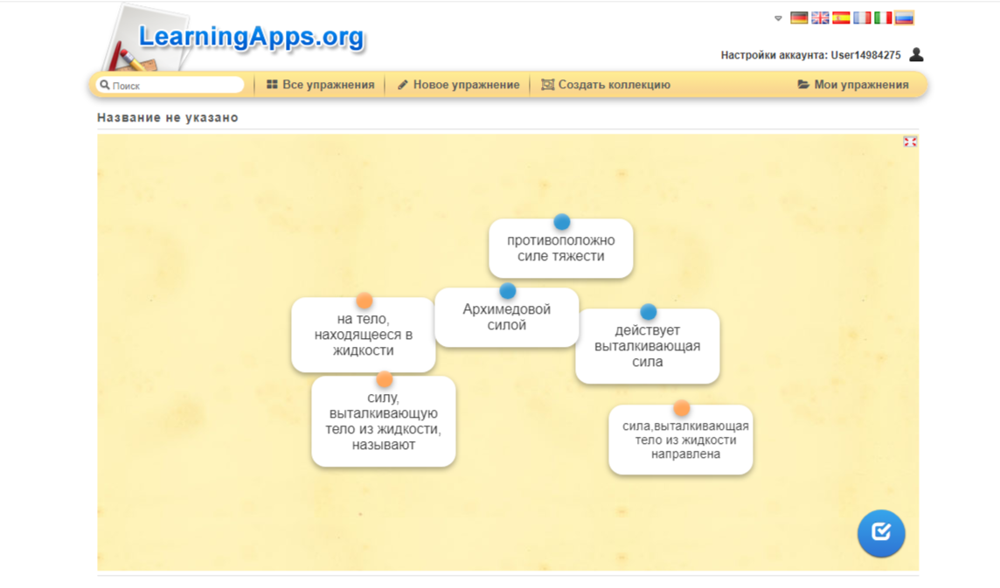 LearningApps.org
Настройки аккаунта: User14984275
Поиск
Все упражнения
Новое упражнение
Создать коллекцию
Мои упражнения
Название не указано
противоположно
силе тяжести
Архимедовой
силой
на тело,
находящееся в
жидкости
действует
выталкивающая
сила
силу,
выталкивающую
тело из жидкости,
называют
сила,выталкивающая
тело из жидкости
направлена